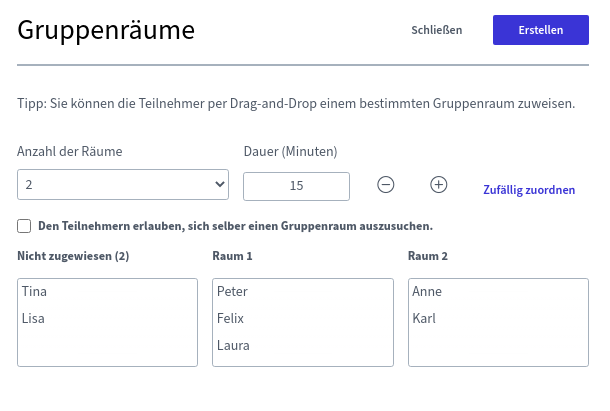 Gruppenräume
Schließen
Erstellen
Tipp: Sie können die Teilnehmer per Drag-and-Drop einem bestimmten Gruppenraum zuweisen.
Anzahl der Räume
Dauer (Minuten)
2
15
Zufällig zuordnen
Den Teilnehmern erlauben, sich selber einen Gruppenraum auszusuchen.
Nicht zugewiesen (2)
Raum 1
Raum 2
Tina
Lisa
Peter
Felix
Laura
Anne
Karl